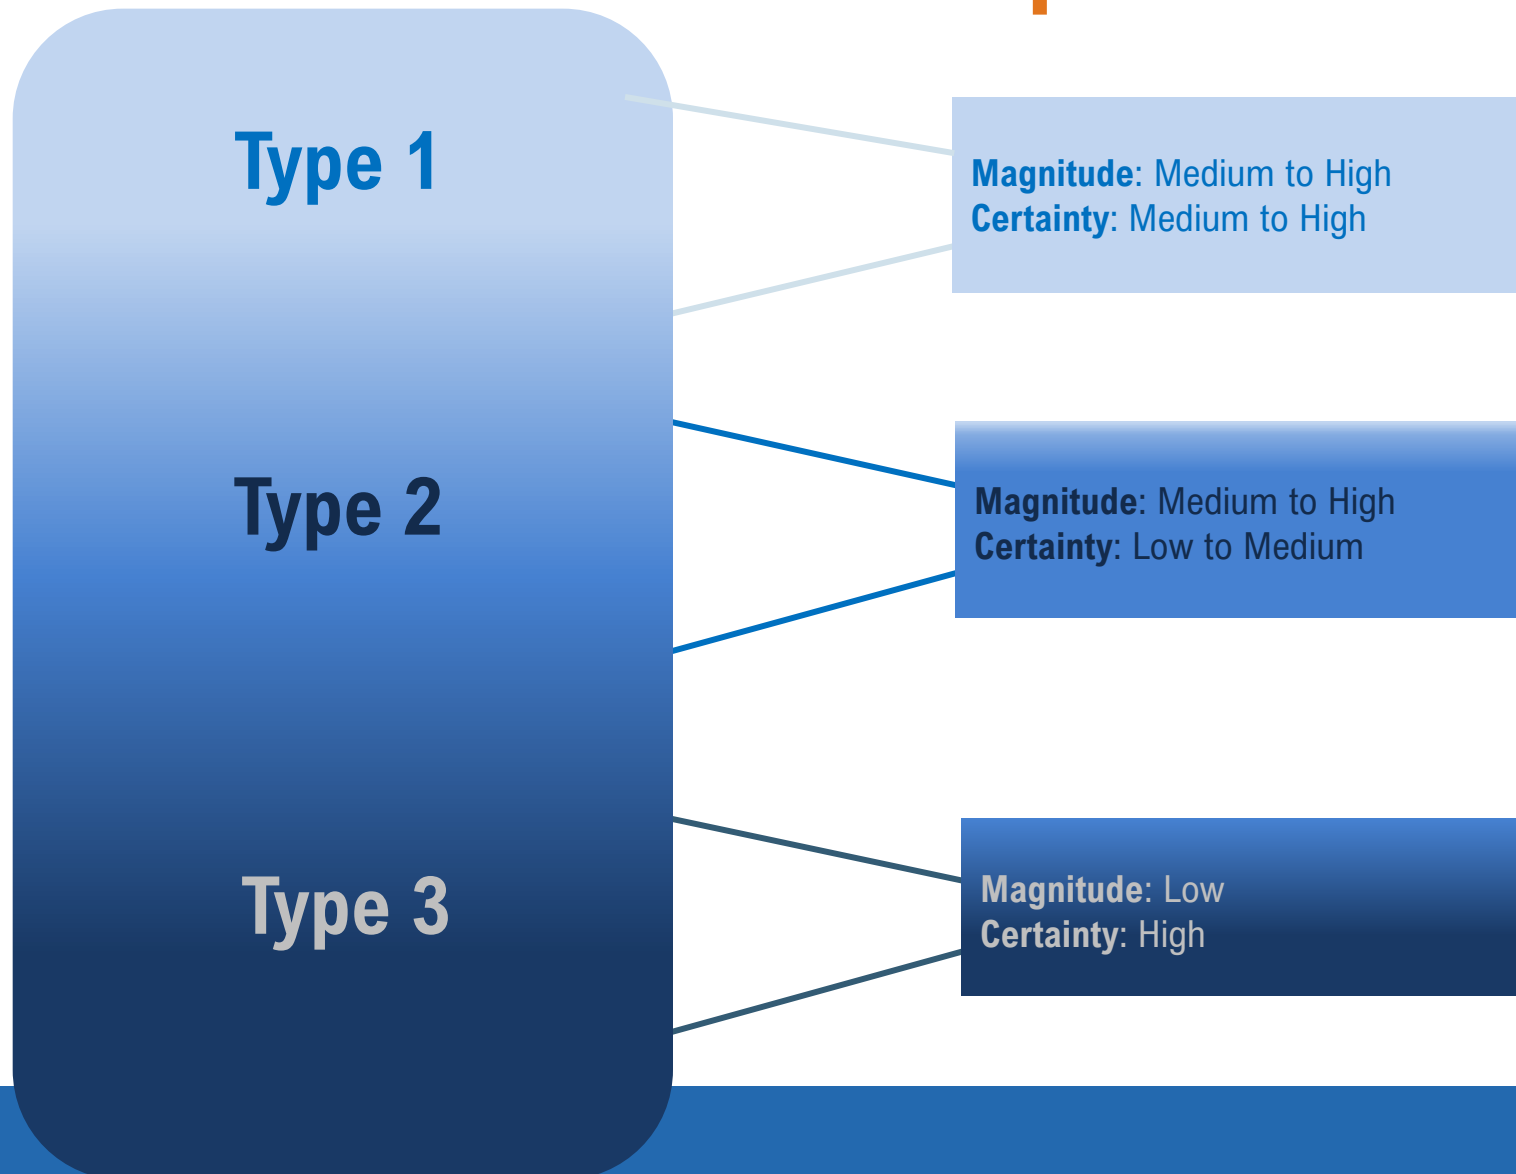 Type 1
Magnitude: Medium to High
Certainty: Medium to High
Type 2
Magnitude: Medium to High
Certainty: Low to Medium
Type 3
Magnitude: Low
Certainty: High